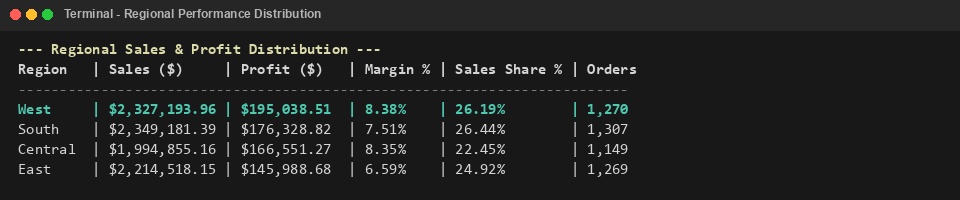 Terminal - Regional Performance Distribution
--- Regional Sales & Profit Distribution ---
Region   | Sales ($)     | Profit ($)   | Margin % | Sales Share % | Orders
--------------------------------------------------------------------------
West     | $2,327,193.96 | $195,038.51  | 8.38%    | 26.19%        | 1,270
South    | $2,349,181.39 | $176,328.82  | 7.51%    | 26.44%        | 1,307
Central  | $1,994,855.16 | $166,551.27  | 8.35%    | 22.45%        | 1,149
East     | $2,214,518.15 | $145,988.68  | 6.59%    | 24.92%        | 1,269